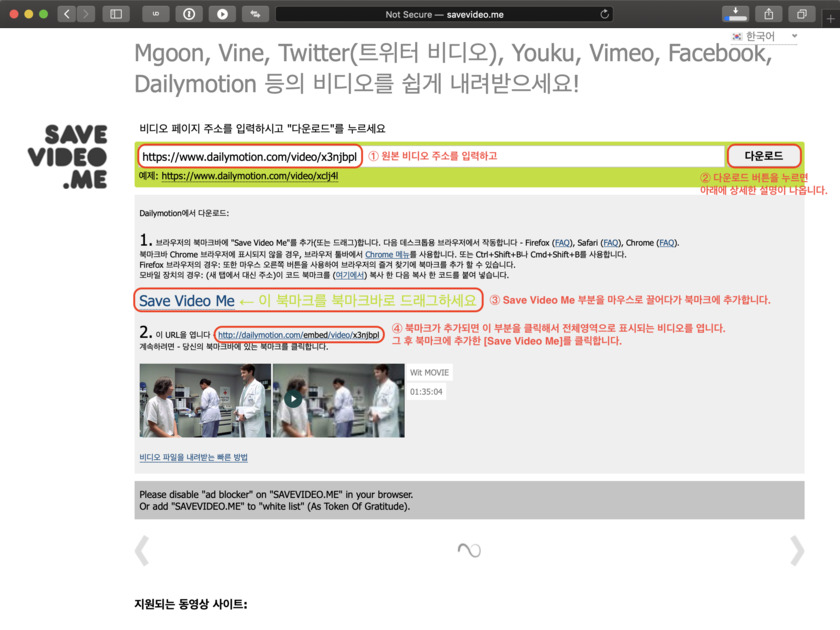 UD
Not Secure — savevideo.me
한국어
Mgoon, Vine, Twitter(트위터 비디오), Youku, Vimeo, Facebook,
Dailymotion 등의 비디오를 쉽게 내려받으세요!
SAVE
VIDEO
.ME
비디오 페이지 주소를 입력하시고 "다운로드"를 누르세요
https://www.dailymotion.com/video/x3njbpl ① 원본 비디오 주소를 입력하고 다운로드
예제: https://www.dailymotion.com/video/xclj4l
② 다운로드 버튼을 누르면
아래에 상세한 설명이 나옵니다.
Dailymotion에서 다운로드:
1. 브라우저의 북마크바에 "Save Video Me"를 추가(또는 드래그)합니다. 다음 데스크톱용 브라우저에서 작동합니다 - Firefox (FAQ), Safari (FAQ), Chrome (FAQ).
북마크바 Chrome 브라우저에 표시되지 않을 경우, 브라우저 툴바에서 Chrome 메뉴를 사용합니다. 또는 Ctrl+Shift+B나 Cmd+Shift+B를 사용합니다.
Firefox 브라우저의 경우: 또한 마우스 오른쪽 버튼을 사용하여 브라우저의 즐겨 찾기에 북마크를 추가 할 수 있습니다.
모바일 장치의 경우: (새 탭에서 대신 주소)이 코드 북마크를 (여기에서) 복사 한 다음 복사 한 코드를 붙여 넣습니다.
Save Video Me ← 이 북마크를 북마크바로 드래그하세요 ③ Save Video Me 부분을 마우스로 끌어다가 북마크에 추가합니다.
2. 이 URL을 엽니다 http://dailymotion.com/embed/video/x3njbpl ④ 북마크가 추가되면 이 부분을 클릭해서 전체영역으로 표시되는 비디오를 엽니다.
계속하려면 - 당신의 북마크바에 있는 북마크를 클릭합니다. 그 후 북마크에 추가한 [Save Video Me]를 클릭합니다.
Wit MOVIE
01:35:04
비디오 파일을 내려받는 빠른 방법
Please disable "ad blocker" on "SAVEVIDEO.ME" in your browser.
Or add "SAVEVIDEO.ME" to "white list" (As Token Of Gratitude).
지원되는 동영상 사이트: